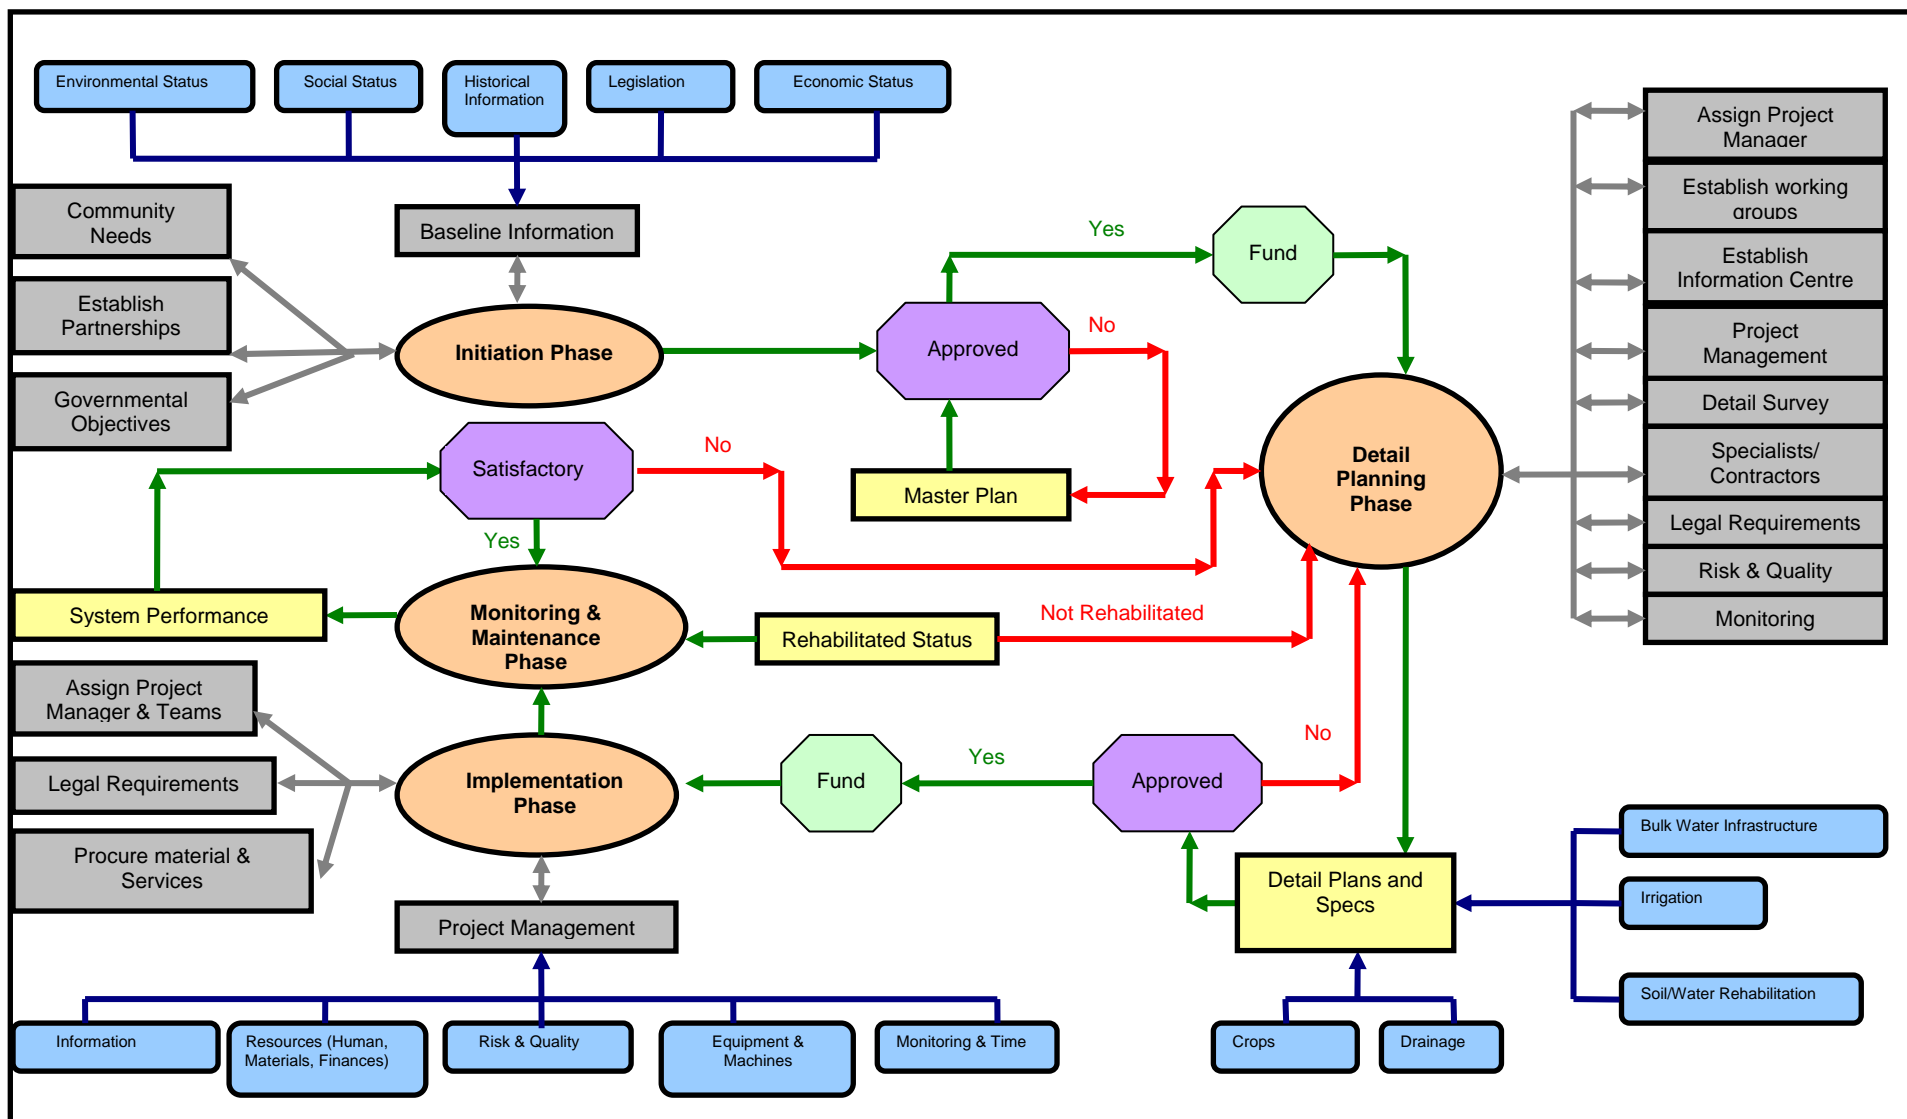 Environmental Status
Social Status
Historical
Information
Legislation
Economic Status
Community
Needs
Establish
Partnerships
Governmental
Objectives
Baseline Information
Initiation Phase
Approved
Yes
No
Fund
Master Plan
Detail
Planning
Phase
Assign Project
Manager
Establish working
groups
Establish
Information Centre
Project
Management
Detail Survey
Specialists/
Contractors
Legal Requirements
Risk & Quality
Monitoring
Satisfactory
No
Yes
System Performance
Monitoring &
Maintenance
Phase
Rehabilitated Status
Not Rehabilitated
Assign Project
Manager & Teams
Legal Requirements
Procure material &
Services
Implementation
Phase
Fund
Yes
Approved
No
Project Management
Detail Plans and
Specs
Bulk Water Infrastructure
Irrigation
Soil/Water Rehabilitation
Information
Resources (Human,
Materials, Finances)
Risk & Quality
Equipment &
Machines
Monitoring & Time
Crops
Drainage